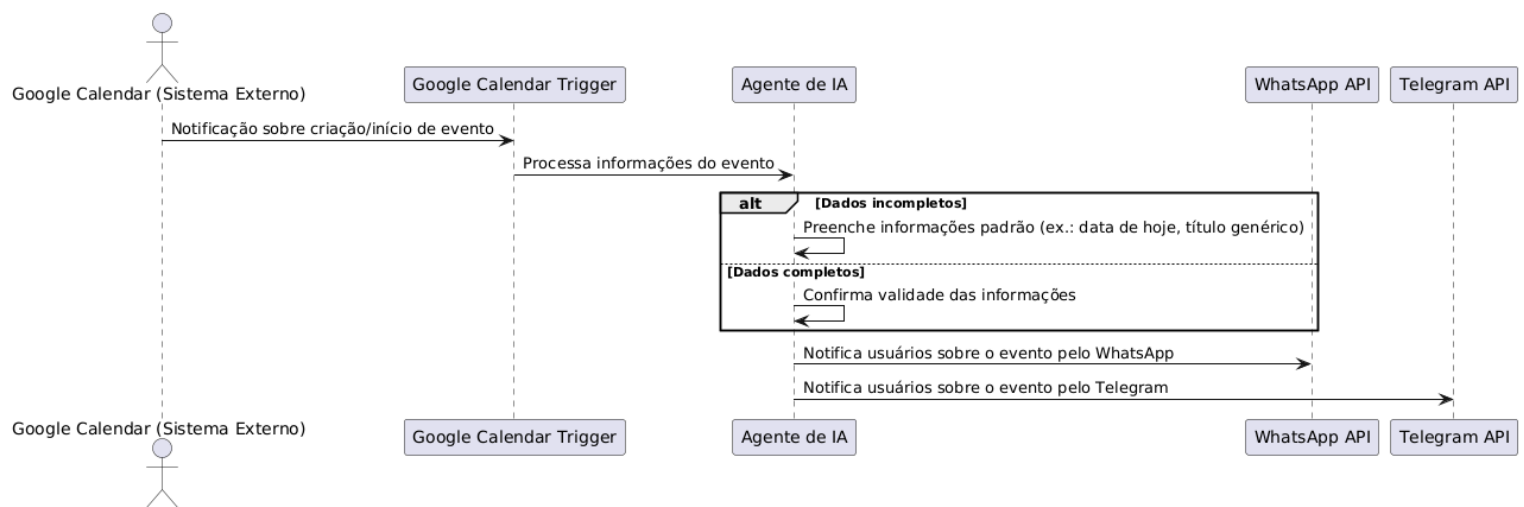 Google Calendar (Sistema Externo)
Google Calendar Trigger
Agente de IA
WhatsApp API
Telegram API
Notificação sobre criação/início de evento
Processa informações do evento
alt
[Dados incompletos]
Preenche informações padrão (ex.: data de hoje, título genérico)
[Dados completos]
Confirma validade das informações
Notifica usuários sobre o evento pelo WhatsApp
Notifica usuários sobre o evento pelo Telegram
Google Calendar (Sistema Externo)
Google Calendar Trigger
Agente de IA
WhatsApp API
Telegram API